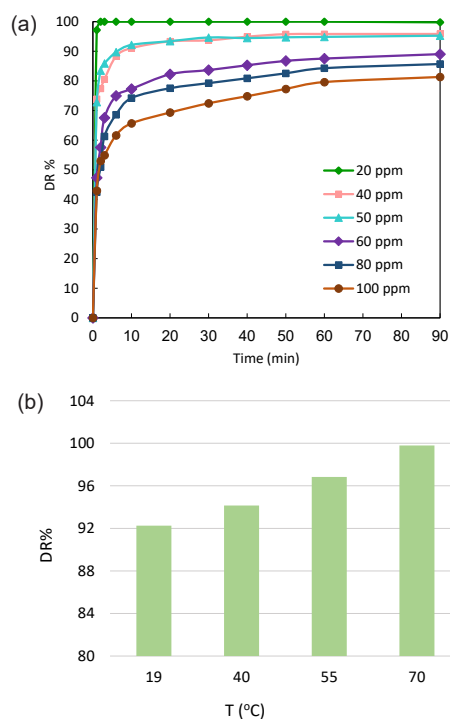 (a)
100
90
80
70
60
50
40
30
20
10
0
DR %
20 ppm
40 ppm
50 ppm
60 ppm
80 ppm
100 ppm
0 10 20 30 40 50 60 70 80 90
Time (min)
(b)
104
100
96
92
88
84
80
DR%
19 40 55 70
T (°C)